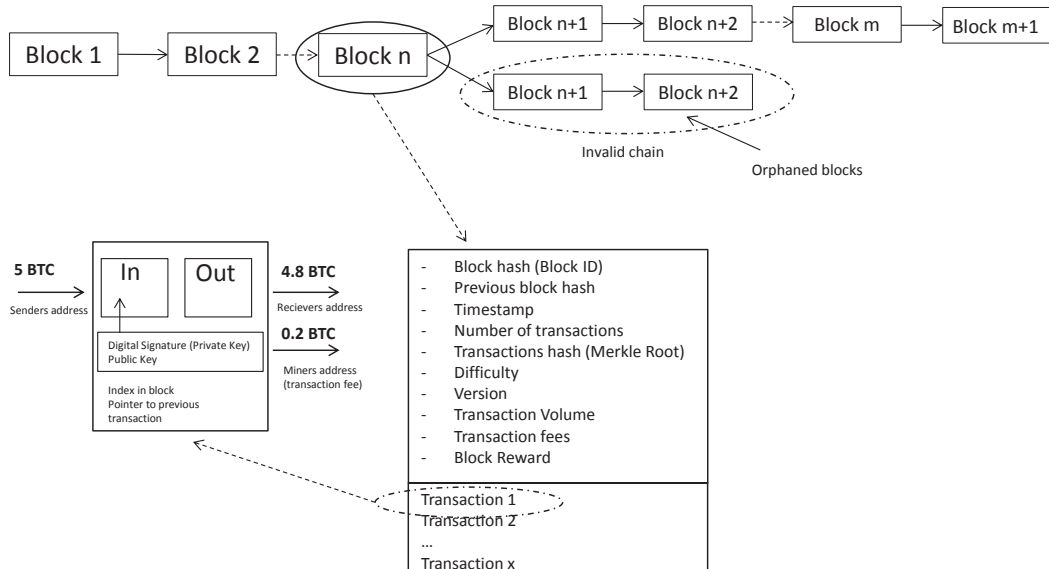 Block 1
Block 2
Block n
Block n+1
Block n+2
Block m
Block m+1
Block n+1
Block n+2
Invalid chain
Orphaned blocks
5 BTC
Senders address
In
Out
Digital Signature (Private Key)
Public Key
Index in block
Pointer to previous
transaction
4.8 BTC
Recievers address
0.2 BTC
Miners address
(transaction fee)
- Block hash (Block ID)
- Previous block hash
- Timestamp
- Number of transactions
- Transactions hash (Merkle Root)
- Difficulty
- Version
- Transaction Volume
- Transaction fees
- Block Reward
Transaction 1
Transaction 2
...
Transaction x